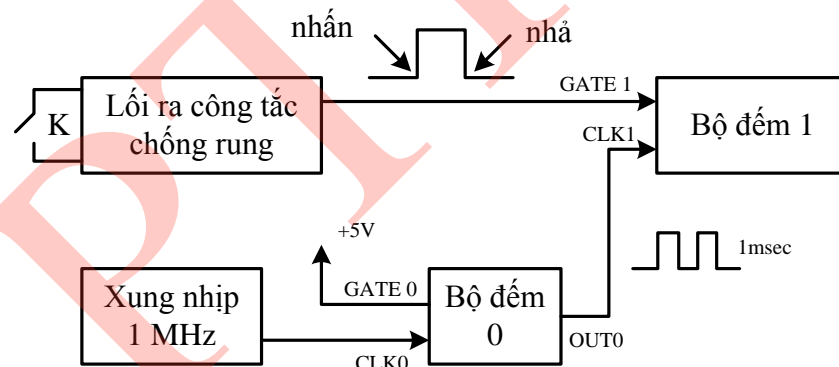 nhấn
nhả
K
Lối ra công tắc
chống rung
GATE 1
CLK1
Bộ đếm 1
+5V
1msec
Xung nhịp
1 MHz
GATE 0
CLK0
Bộ đếm
0
OUT0